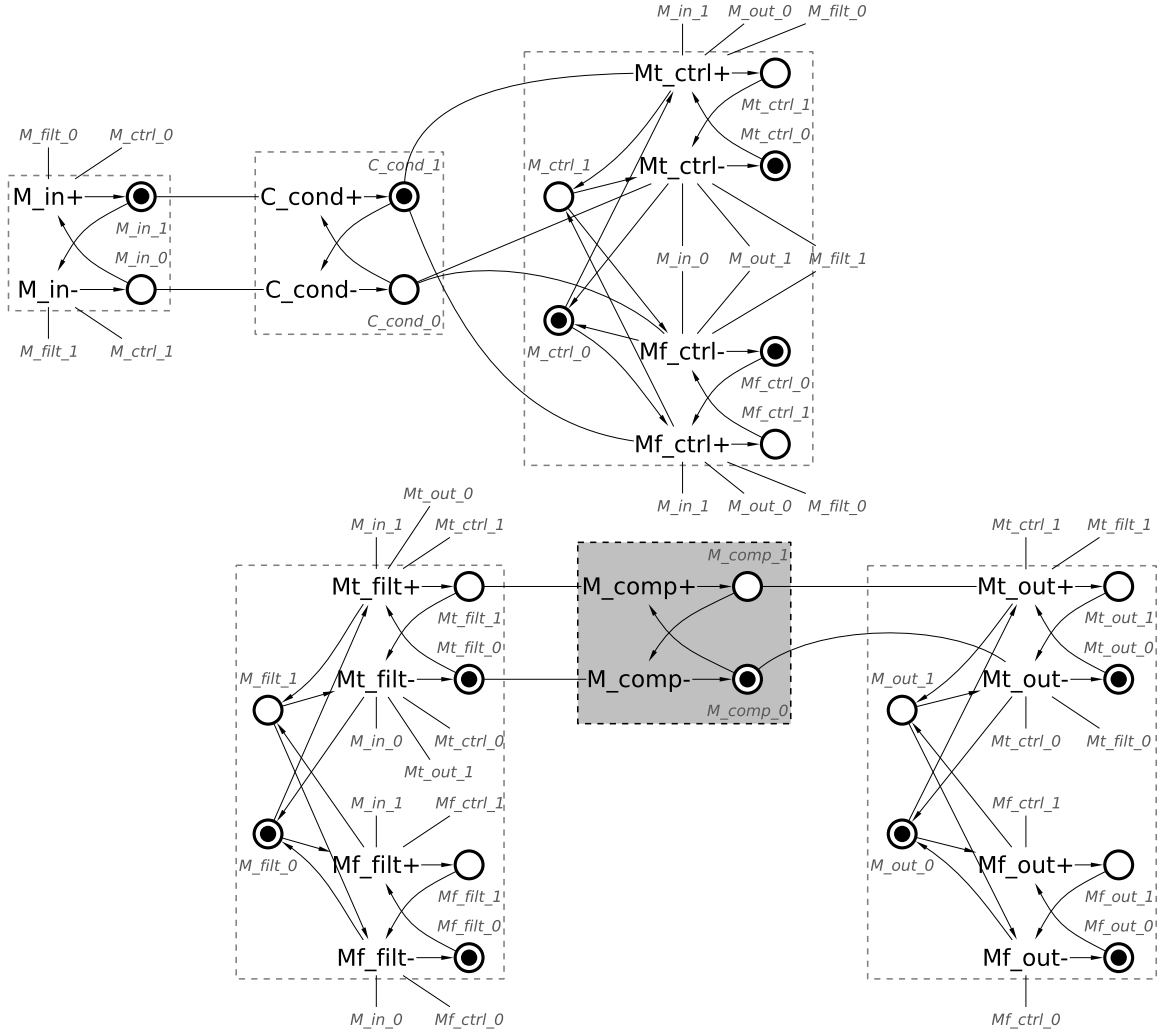 M_in_1 M_out_0 M_filt_0
Mt_ctrl+
Mt_ctrl_1
M_filt_0 M_ctrl_0
Mt_ctrl_0
C_cond_1
M_ctrl_1
Mt_ctrl-
M_in+
C_cond+
M_in_1
M_in_0
M_in_0 M_out_1 M_filt_1
M_in-
C_cond-
C_cond_0
M_filt_1 M_ctrl_1
M_ctrl_0
Mf_ctrl-
Mf_ctrl_0
Mf_ctrl_1
Mf_ctrl+
M_in_1 M_out_0 M_filt_0
Mt_out_0
M_in_1 Mt_ctrl_1
Mt_filt+
Mt_filt_1
Mt_filt_0
M_filt_1
Mt_filt-
M_in_0 Mt_ctrl_0
Mt_out_1
M_in_1 Mf_ctrl_1
M_filt_0
Mf_filt+
Mf_filt_1
Mf_filt_0
Mf_filt-
M_in_0 Mf_ctrl_0
M_comp_1
M_comp+
M_comp-
M_comp_0
Mt_ctrl_1 Mt_filt_1
Mt_out+
Mt_out_1
Mt_out_0
M_out_1
Mt_out-
Mt_ctrl_0 Mt_filt_0
Mf_ctrl_1
M_out_0
Mf_out+
Mf_out_1
Mf_out_0
Mf_out-
Mf_ctrl_0